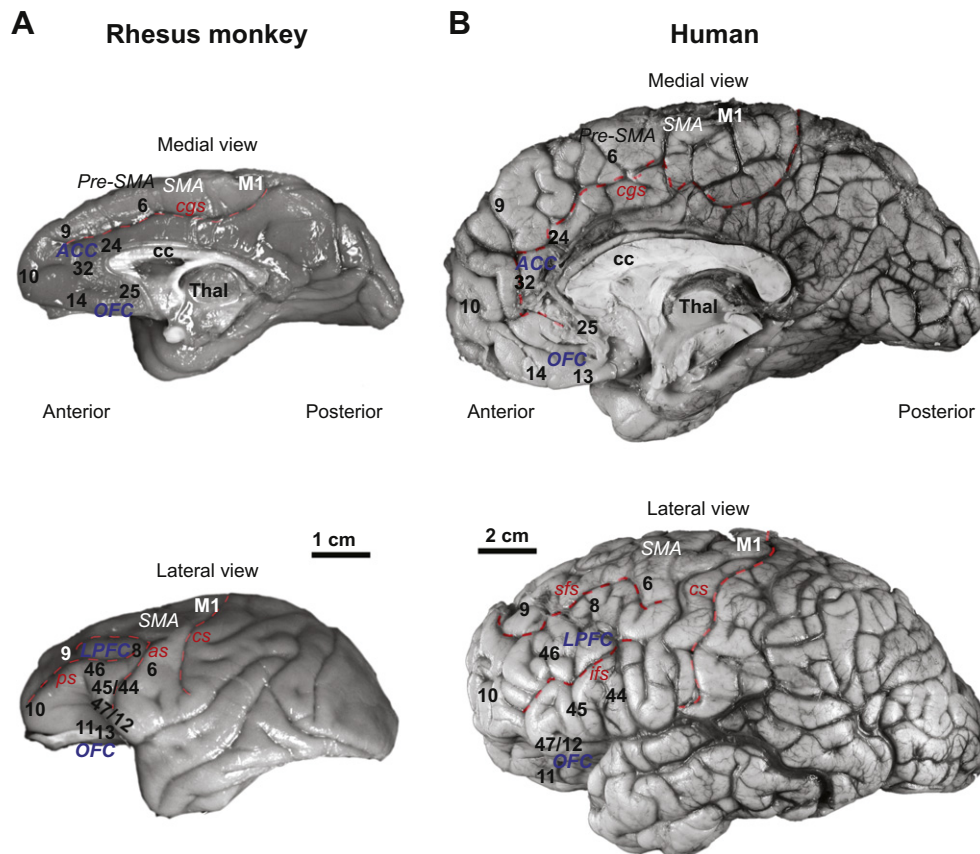 A
Rhesus monkey
Medial view
Pre-SMA SMA M1
6 cgs
9
ACC 24
32 cc
10
25 Thal
14
OFC
Anterior Posterior
1 cm
Lateral view
SMA M1
cs
9 LPFC 8 as
46 6
ps
45/44
10 47/12
11 13
OFC
B
Human
Medial view
M1
SMA
Pre-SMA
6
cgs
9
24
ACC cc
32
10 Thal
25
OFC
14 13
Anterior Posterior
Lateral view
2 cm
SMA M1
sfs 6 cs
9 8
LPFC
46
ifs
10 44
45
47/12
OFC
11